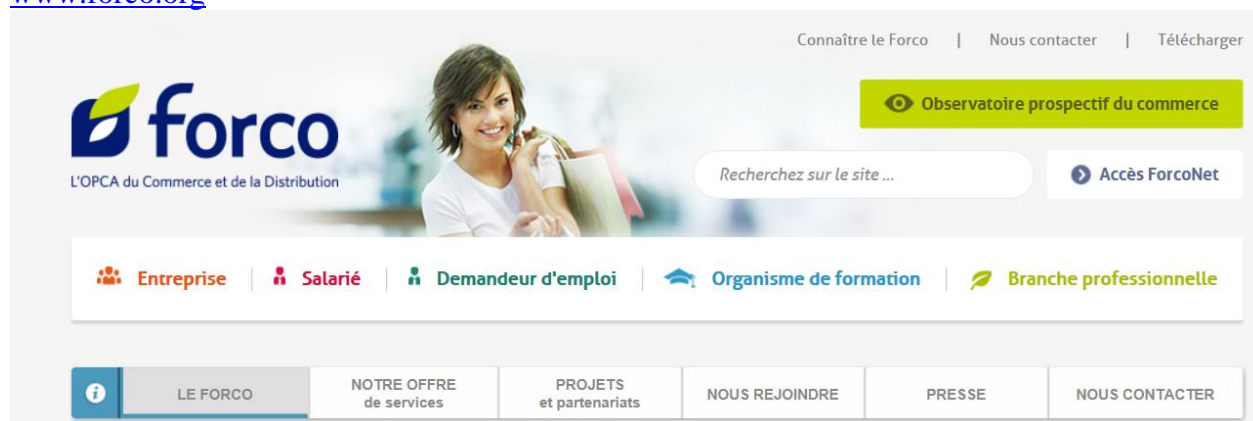 www.forco.org
Connaître le Forco | Nous contacter | Télécharger
Observatoire prospectif du commerce
forco
L'OPCA du Commerce et de la Distribution
Recherchez sur le site ...
Accès ForcoNet
Entreprise | Salarié | Demandeur d'emploi | Organisme de formation | Branche professionnelle
LE FORCO
NOTRE OFFRE
de services
PROJETS
et partenariats
NOUS REJOINDRE
PRESSE
NOUS CONTACTER